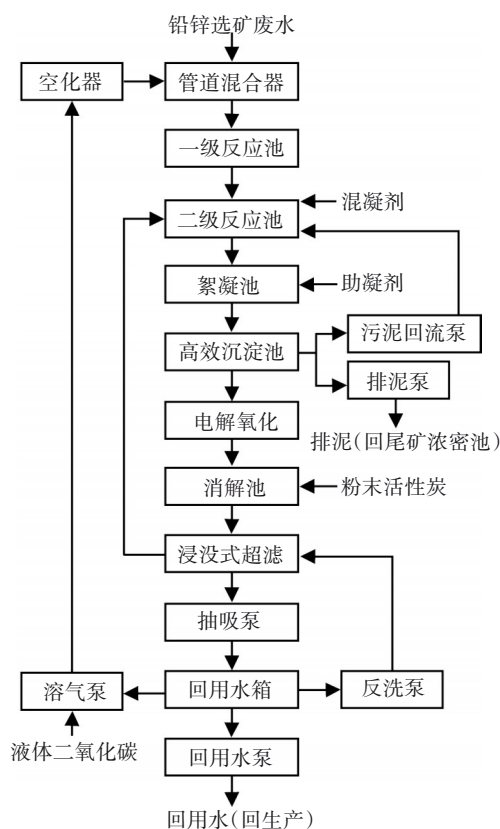 铅锌选矿废水
空化器
管道混合器
一级反应池
二级反应池
混凝剂
絮凝池
助凝剂
污泥回流泵
高效沉淀池
排泥泵
电解氧化
排泥(回尾矿浓密池)
消解池
粉末活性炭
浸没式超滤
抽吸泵
溶气泵
回用水箱
反洗泵
液体二氧化碳
回用水泵
回用水(回生产)